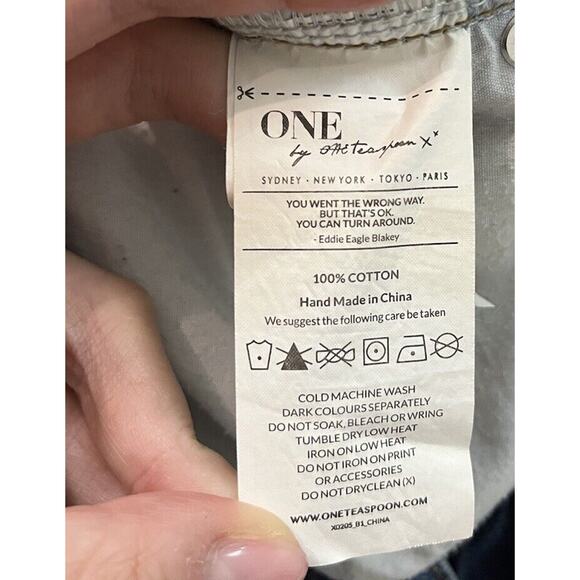 ONE
by One teaspoon xx
SYDNEY · NEW YORK · TOKYO · PARIS
YOU WENT THE WRONG WAY.
BUT THAT'S OK.
YOU CAN TURN AROUND.
- Eddie Eagle Blakey
100% COTTON
Hand Made in China
We suggest the following care be taken
COLD MACHINE WASH
DARK COLOURS SEPARATELY
DO NOT SOAK, BLEACH OR WRING
TUMBLE DRY LOW HEAT
IRON ON LOW HEAT
DO NOT IRON ON PRINT
OR ACCESSORIES
DO NOT DRYCLEAN (X)
WWW.ONETEASPOON.COM
X0205_B1_CHINA